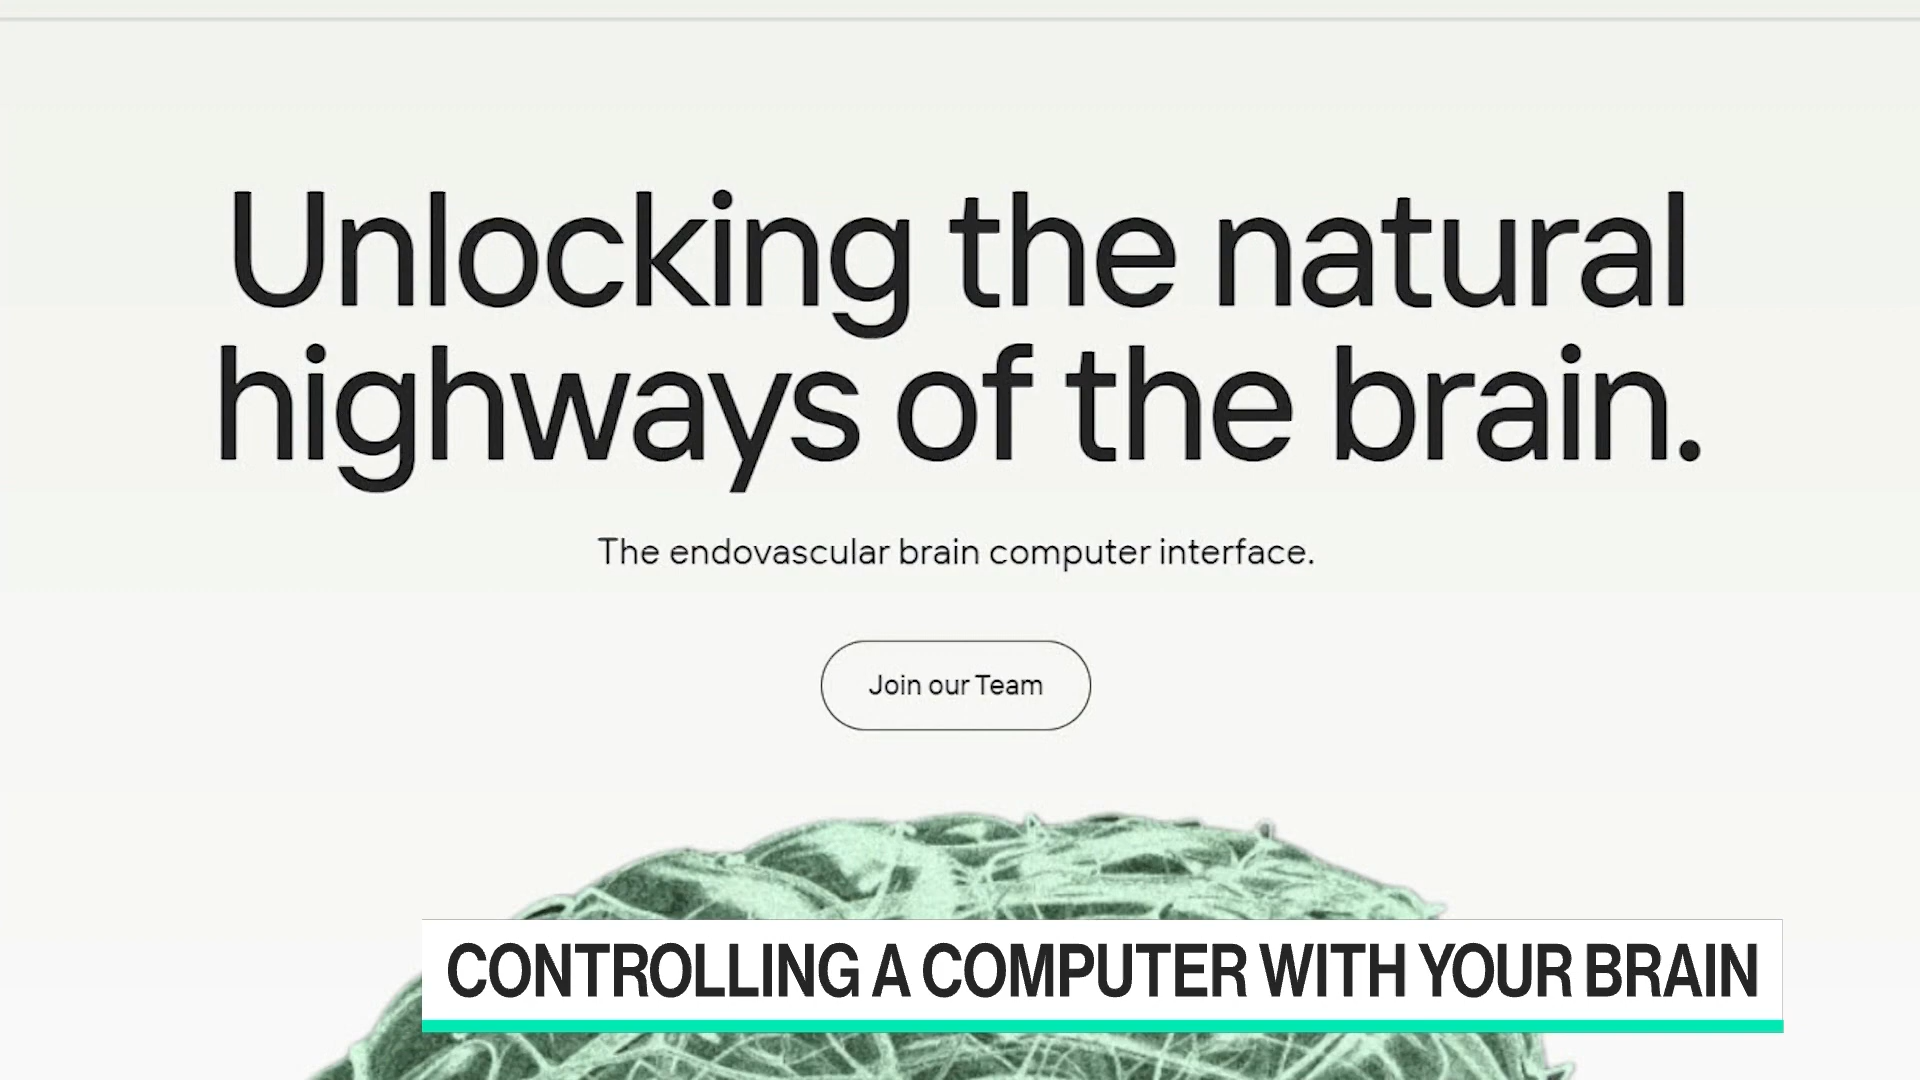 Unlocking the natural
highways of the brain.
The endovascular brain computer interface.
Join our Team
CONTROLLING A COMPUTER WITH YOUR BRAIN